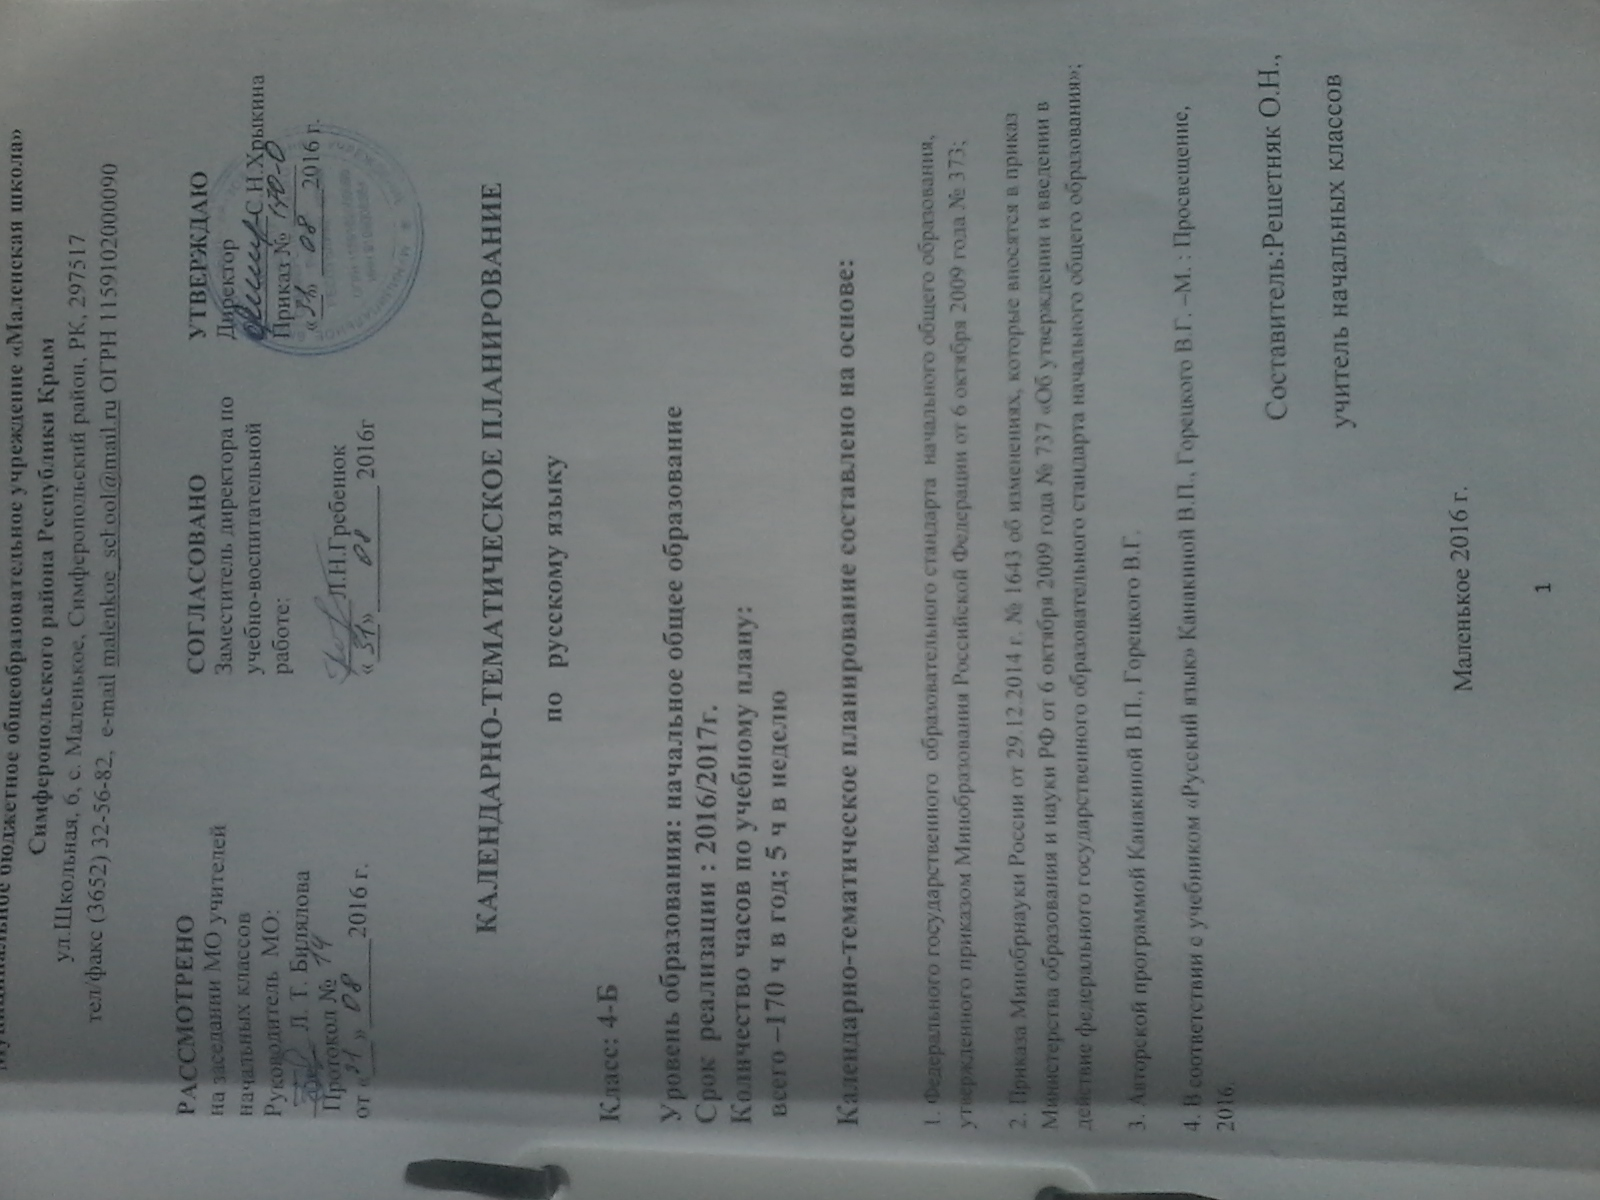 бюджетное общеобразовательное учреждение «Маленская школа»
Симферопольского района Республики Крым
ул.Школьная, 6, с. Маленькое, Симферопольский район, РК, 297517
тел/факс (3652) 32-56-82, e-mail malenkoe_school@mail.ru ОГРН 1159102000090
РАССМОТРЕНО
на заседании МО учителей
начальных классов
Руководитель МО:
Л. Т. Билялова
Протокол № 14
от « 31 » 08 2016 г.
СОГЛАСОВАНО
Заместитель директора по
учебно-воспитательной
работе:
Л.Н.Гребенюк
« 31 » 08 2016г
УТВЕРЖДАЮ
Директор
С.Н.Хрыкина
Приказ № 170-О
« 31 » 08 2016 г.
КАЛЕНДАРНО-ТЕМАТИЧЕСКОЕ ПЛАНИРОВАНИЕ
по русскому языку
Класс: 4-Б
Уровень образования: начальное общее образование
Срок реализации : 2016/2017г.
Количество часов по учебному плану:
всего –170 ч в год; 5 ч в неделю
Календарно-тематическое планирование составлено на основе:
1. Федерального государственного образовательного стандарта начального общего образования,
утвержденного приказом Минобразования Российской Федерации от 6 октября 2009 года № 373;
2. Приказа Минобрнауки России от 29.12.2014 г. № 1643 об изменениях, которые вносятся в приказ
Министерства образования и науки РФ от 6 октября 2009 года № 737 «Об утверждении и введении в
действие федерального государственного образовательного стандарта начального общего образования»;
3. Авторской программой Канакиной В.П., Горецкого В.Г.
4. В соответствии с учебником «Русский язык» Канакиной В.П., Горецкого В.Г. –М. : Просвещение,
2016.
Составитель:Решетняк О.Н.,
учитель начальных классов
Маленькое 2016 г.
1